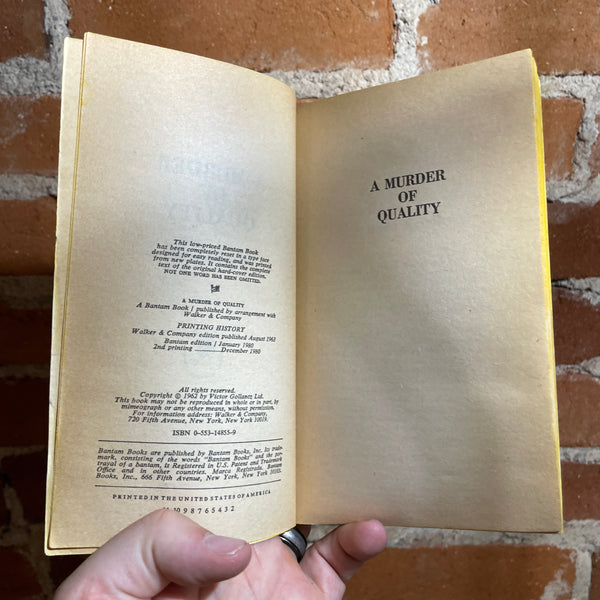 This low-priced Bantam Book
has been completely reset in a type face
designed for easy reading, and was printed
from new plates. It contains the complete
text of the original hard-cover edition.
NOT ONE WORD HAS BEEN OMITTED.
A MURDER OF QUALITY
A Bantam Book / published by arrangement with
Walker & Company
PRINTING HISTORY
Walker & Company edition published August 1963
Bantam edition / January 1980
2nd printing ......... December 1980
All rights reserved.
Copyright © 1962 by Victor Gollancz Ltd.
This book may not be reproduced in whole or in part, by
mimeograph or any other means, without permission.
For information address: Walker & Company,
720 Fifth Avenue, New York, New York 10019.
ISBN 0-553-14855-9
Bantam Books are published by Bantam Books, Inc. Its trade-
mark, consisting of the words "Bantam Books" and the por-
trayal of a bantam, is Registered in U.S. Patent and Trademark
Office and in other countries. Marca Registrada. Bantam
Books, Inc., 666 Fifth Avenue, New York, New York 10103.
PRINTED IN THE UNITED STATES OF AMERICA
10 9 8 7 6 5 4 3 2
A MURDER
OF
QUALITY